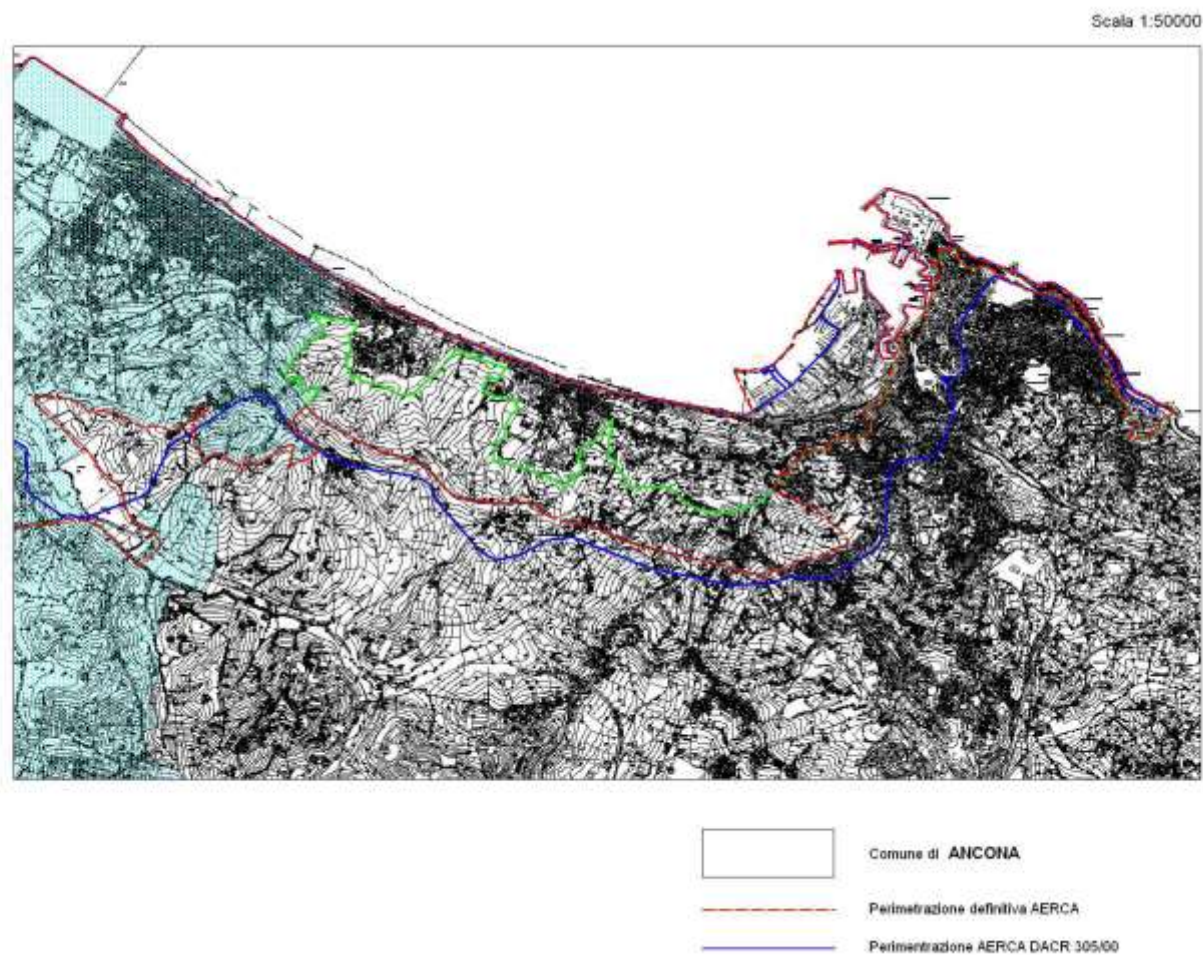 Scala 1:50000
Comune di ANCONA
Perimetrazione definitiva AERCA
Perimentrazione AERCA DACR 305/00